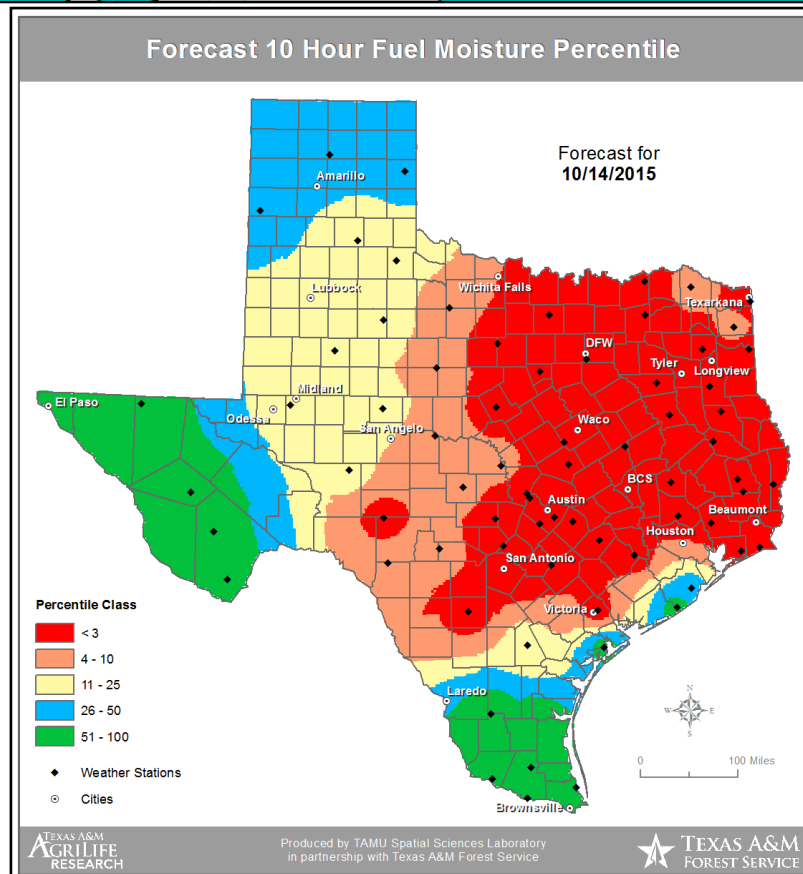 Forecast 10 Hour Fuel Moisture Percentile
Forecast for
10/14/2015
Amarillo
Lubbock
Wichita Falls
Texarkana
DFW
Tyler
Longview
El Paso
Midland
Odessa
San Angelo
Waco
BCS
Austin
Beaumont
Houston
San Antonio
Victoria
Percentile Class
< 3
4 - 10
11 - 25
26 - 50
51 - 100
Weather Stations
Cities
Laredo
Brownsville
N
W
E
S
0
100 Miles
TEXAS A&M
AGRILIFE
RESEARCH
Produced by TAMU Spatial Sciences Laboratory
in partnership with Texas A&M Forest Service
TEXAS A&M
FOREST SERVICE